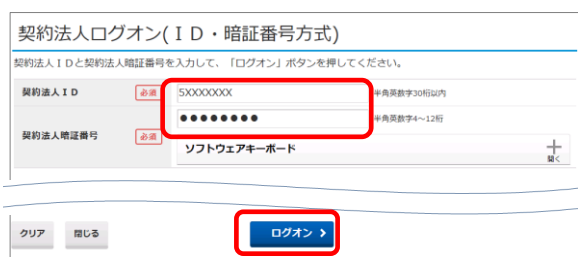 契約法人ログオン(ＩＤ・暗証番号方式)
契約法人ＩＤと契約法人暗証番号を入力して、「ログオン」ボタンを押してください。
契約法人ＩＤ 必須 5XXXXXXX 半角英数字30桁以内
契約法人暗証番号 必須 ●●●●●●●● 半角英数字4～12桁
ソフトウェアキーボード 開く
クリア 閉じる ログオン